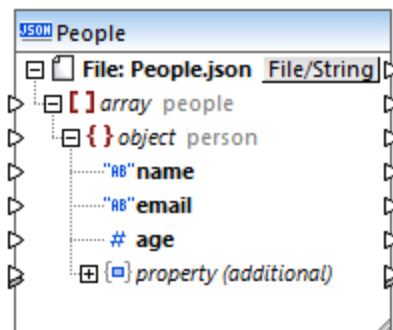 JSON People
File: People.json File/String
[ ] array people
{ } object person
"AB" name
"AB" email
# age
{ } property (additional)